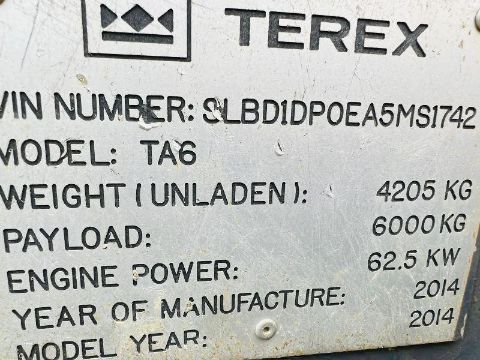 TEREX
VIN NUMBER: SLBD1DPOEA5MS1742
MODEL: TA6
WEIGHT (UNLADEN): 4205 KG
PAYLOAD: 6000 KG
ENGINE POWER: 62.5 KW
YEAR OF MANUFACTURE: 2014
MODEL YEAR: 2014